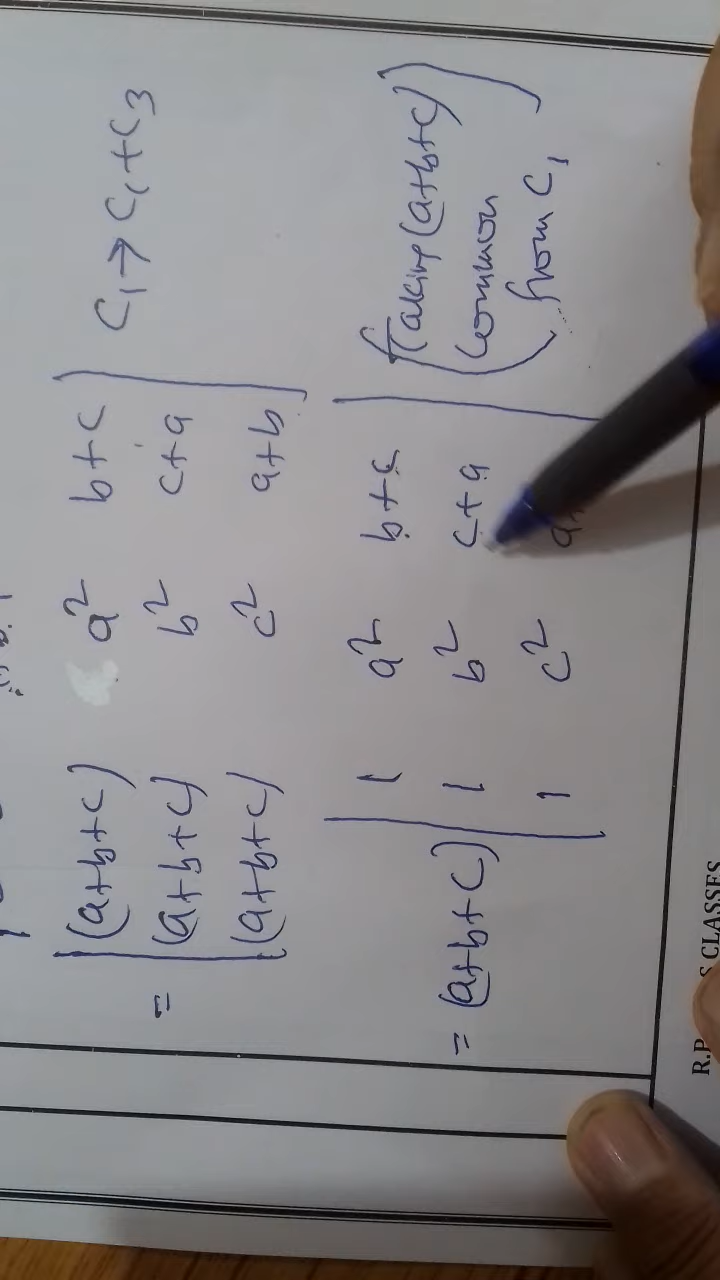 (a+b+c) a² b+c
= (a+b+c) b² c+a C₁→C₁+C₃
(a+b+c) c² a+b
1 a² b+c (Taking (a+b+c)
= (a+b+c) 1 b² c+a common
1 c² from C₁)
CLASSES